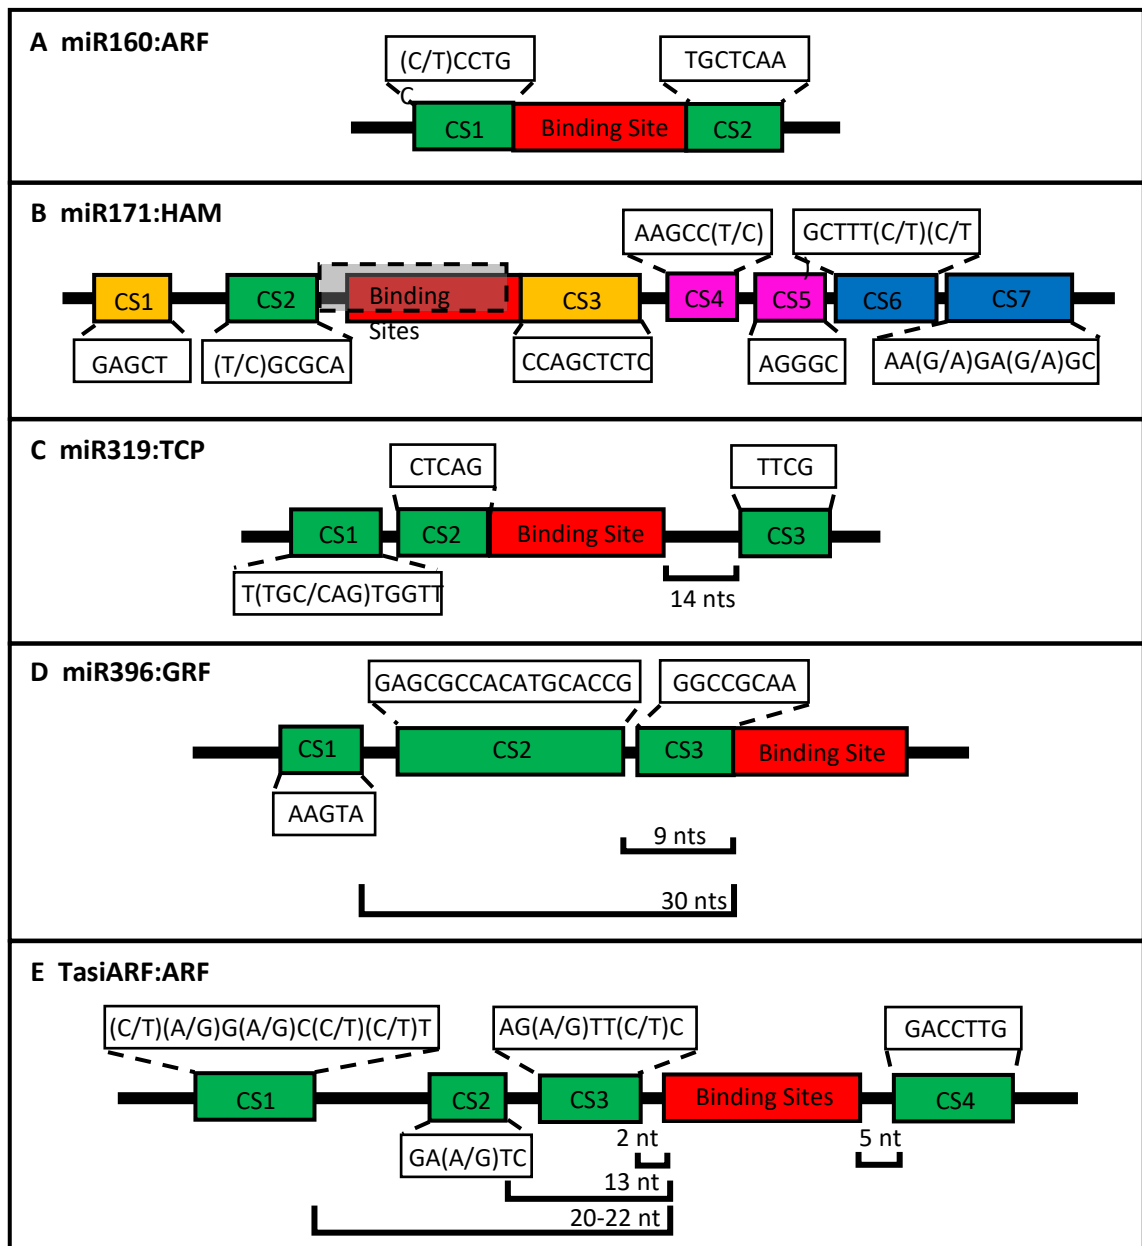 A miR160:ARF
(C/T)CCTG
C
TGCTCAA
CS1
Binding Site
CS2
B miR171:HAM
AAGCC(T/C)
GCTTT(C/T)(C/T
)
CS1
CS2
Binding
Sites
CS3
CS4
CS5
CS6
CS7
GAGCT
(T/C)GCGCA
CCAGCTCTC
AGGGC
AA(G/A)GA(G/A)GC
C miR319:TCP
CTCAG
TTCG
CS1
CS2
Binding Site
CS3
T(TGC/CAG)TGGTT
14 nts
D miR396:GRF
GAGCGCCACATGCACCG
GGCCGCAA
CS1
CS2
CS3
Binding Site
AAGTA
9 nts
30 nts
E TasiARF:ARF
(C/T)(A/G)G(A/G)C(C/T)(C/T)T
AG(A/G)TT(C/T)C
GACCTTG
CS1
CS2
CS3
Binding Sites
CS4
GA(A/G)TC
2 nt
5 nt
13 nt
20-22 nt